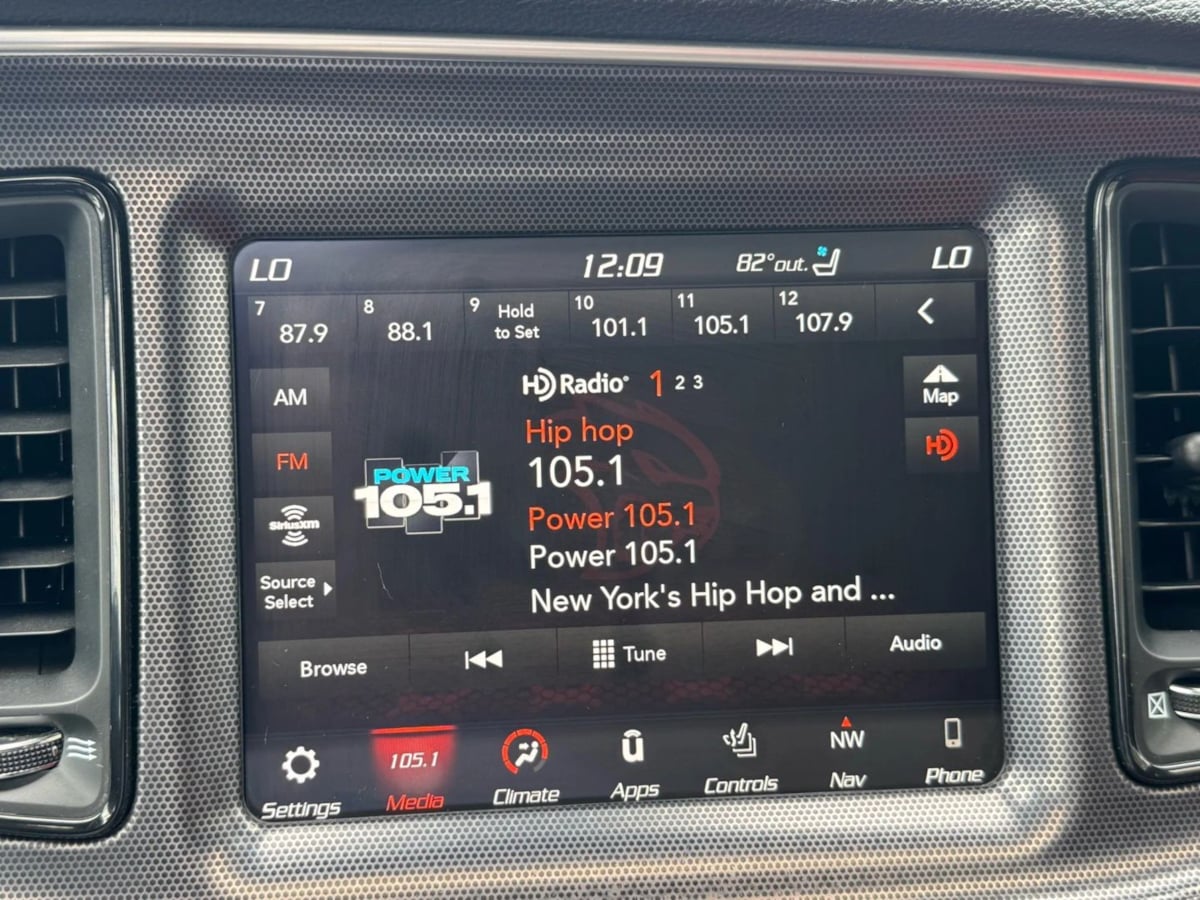 LO 12:09 82°out. LO
7 87.9 8 88.1 9 Hold to Set 10 101.1 11 105.1 12 107.9
AM
FM
SiriusXM
Source
Select
POWER
105.1
HD Radio® 1 2 3
Hip hop
105.1
Power 105.1
Power 105.1
New York's Hip Hop and ...
Map
HD
Browse Tune Audio
105.1 NW
Settings Media Climate Apps Controls Nav Phone